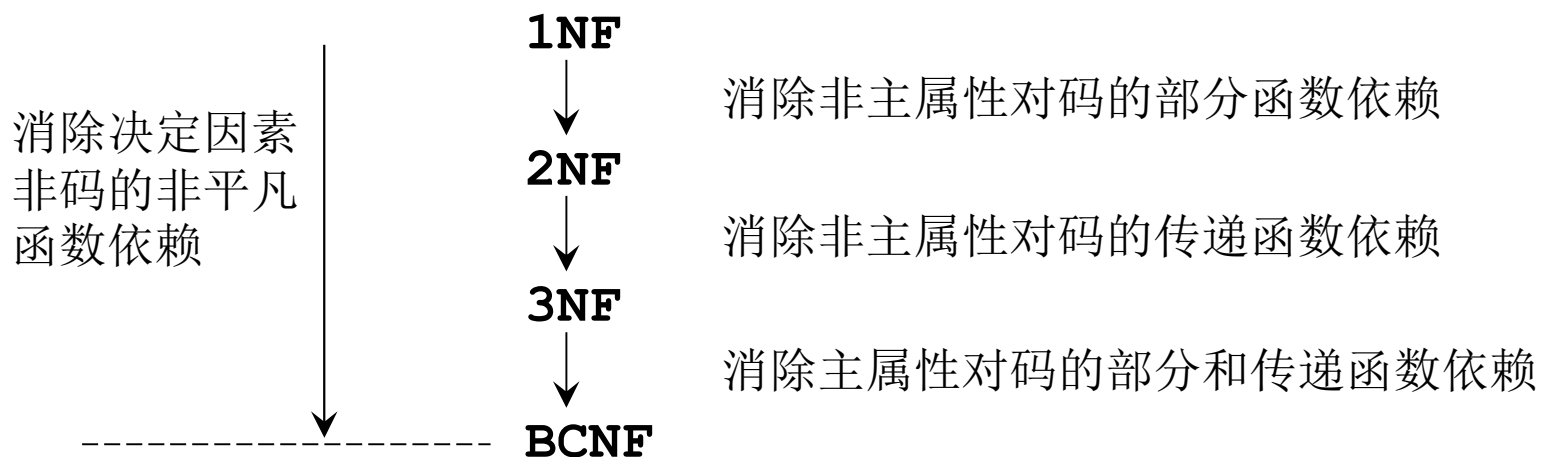 1NF
消除非主属性对码的部分函数依赖
消除决定因素
非码的非平凡
函数依赖
2NF
消除非主属性对码的传递函数依赖
3NF
消除主属性对码的部分和传递函数依赖
BCNF